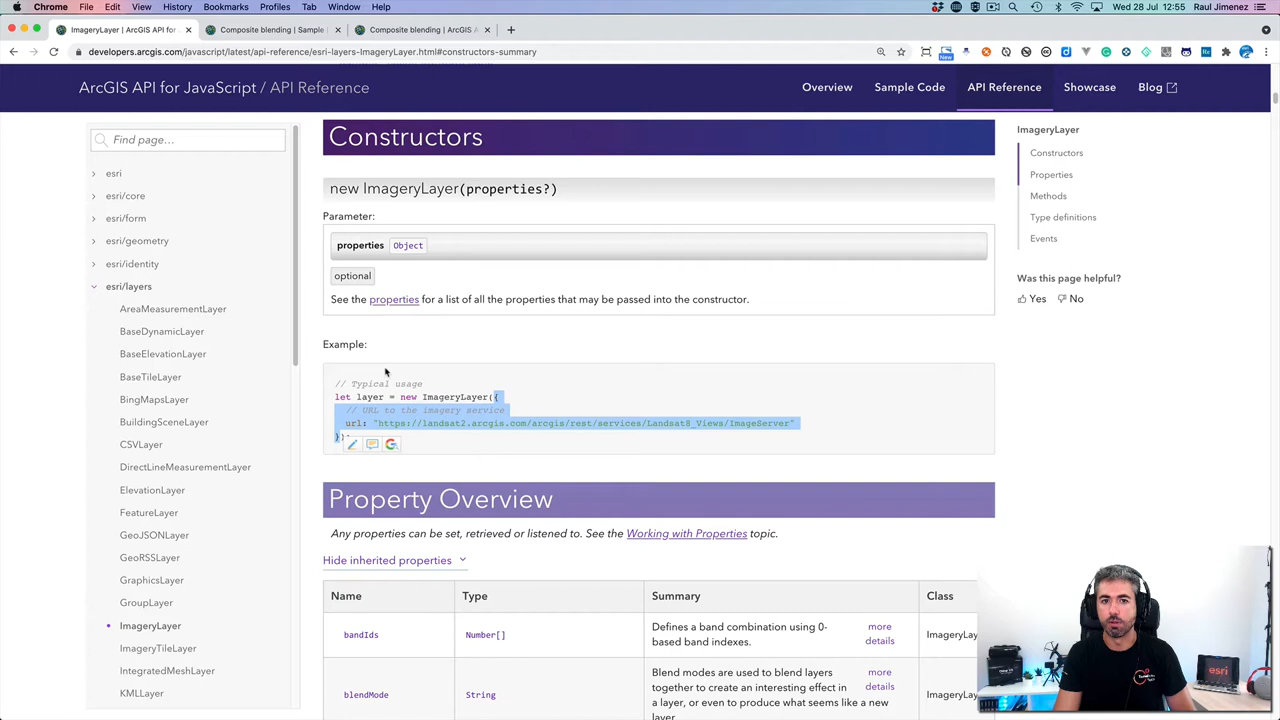 Chrome File Edit View History Bookmarks Profiles Tab Window Help Wed 28 Jul 12:55 Raul Jimenez
ImageryLayer | ArcGIS API for × Composite blending | Sample × Composite blending | ArcGIS A × +
developers.arcgis.com/javascript/latest/api-reference/esri-layers-ImageryLayer.html#constructors-summary
New
ArcGIS API for JavaScript / API Reference Overview Sample Code API Reference Showcase Blog
Find page…
esri
esri/core
esri/form
esri/geometry
esri/identity
esri/layers
AreaMeasurementLayer
BaseDynamicLayer
BaseElevationLayer
BaseTileLayer
BingMapsLayer
BuildingSceneLayer
CSVLayer
DirectLineMeasurementLayer
ElevationLayer
FeatureLayer
GeoJSONLayer
GeoRSSLayer
GraphicsLayer
GroupLayer
ImageryLayer
ImageryTileLayer
IntegratedMeshLayer
KMLLayer
Constructors
new ImageryLayer(properties?)
Parameter:
properties Object
optional
See the properties for a list of all the properties that may be passed into the constructor.
Example:
// Typical usage
let layer = new ImageryLayer({
// URL to the imagery service
url: "https://landsat2.arcgis.com/arcgis/rest/services/Landsat8_Views/ImageServer"
});
Property Overview
Any properties can be set, retrieved or listened to. See the Working with Properties topic.
Hide inherited properties
Name Type Summary Class
bandIds Number[] Defines a band combination using 0-based band indexes. more details ImageryLay
blendMode String Blend modes are used to blend layers together to create an interesting effect in a layer, or even to produce what seems like a new layer. more details ImageryLay
ImageryLayer
Constructors
Properties
Methods
Type definitions
Events
Was this page helpful?
Yes No
esri